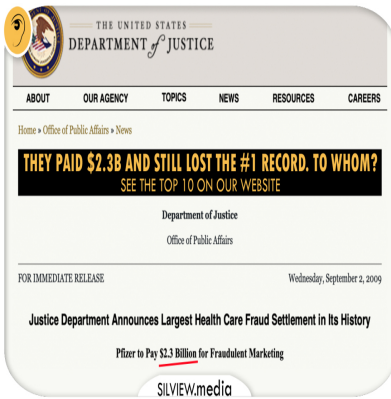 THE UNITED STATES
DEPARTMENT of JUSTICE
ABOUT OUR AGENCY TOPICS NEWS RESOURCES CAREERS
Home » Office of Public Affairs » News
THEY PAID $2.3B AND STILL LOST THE #1 RECORD. TO WHOM?
SEE THE TOP 10 ON OUR WEBSITE
Department of Justice
Office of Public Affairs
FOR IMMEDIATE RELEASE Wednesday, September 2, 2009
Justice Department Announces Largest Health Care Fraud Settlement in Its History
Pfizer to Pay $2.3 Billion for Fraudulent Marketing
SILVIEW.media